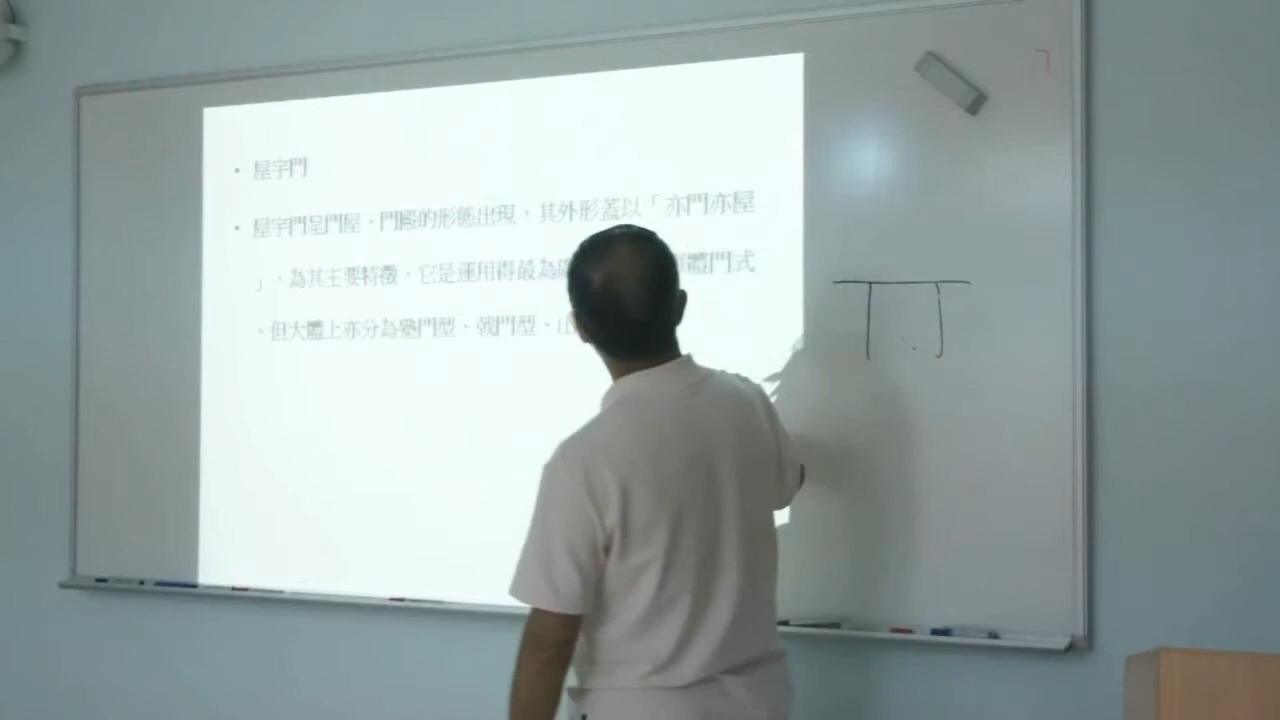 • 屋宇門
• 屋宇門呈門屋、門殿的形態出現，其外形蓋以「亦門亦屋
」，為其主要特徵，它是運用得最為 體門式
。但大體上亦分為塾門型、戟門型、山